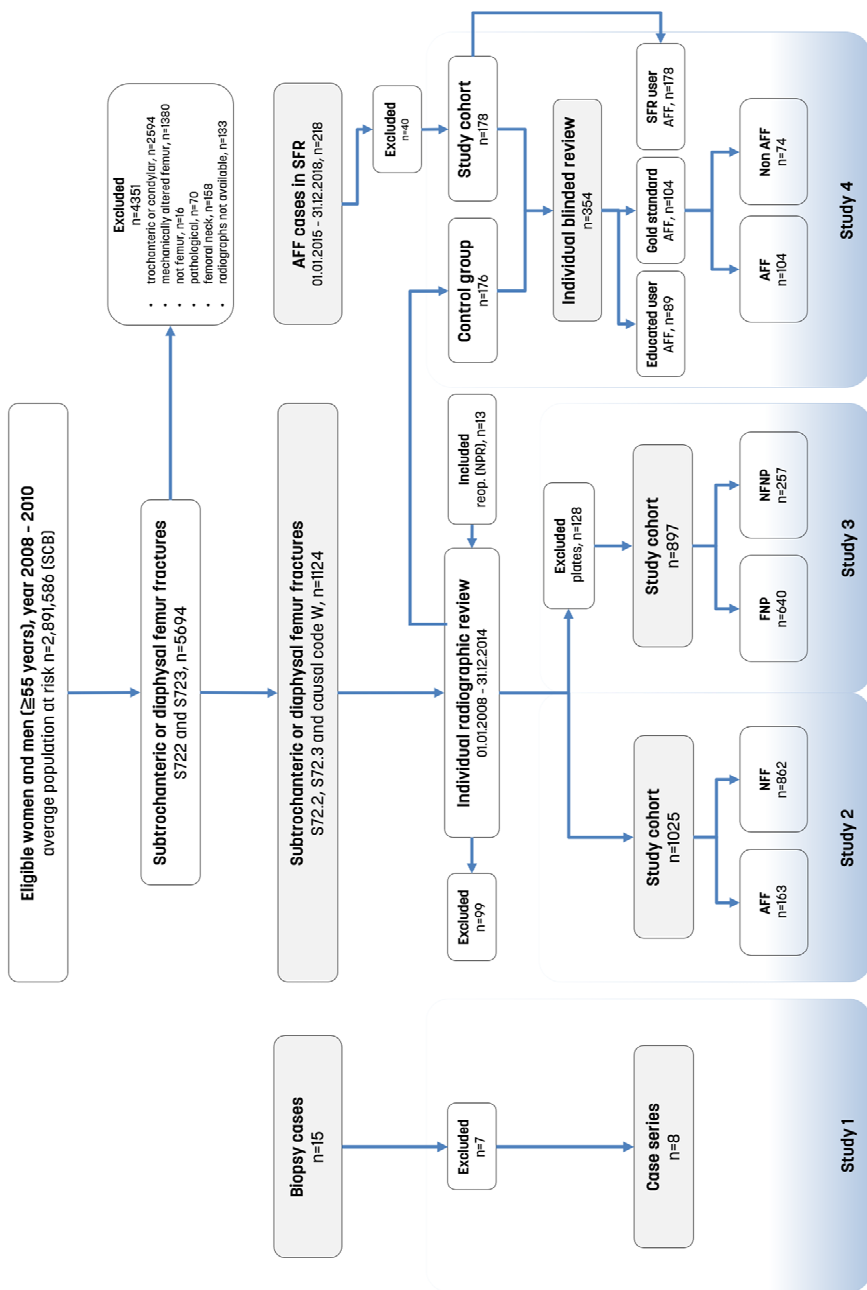 Eligible women and men (≧55 years), year 2008 – 2010
average population at risk n=2,891,586 (SCB)
Subtrochanteric or diaphysal femur fractures
S722 and S723, n=5694
Excluded
n=4351
• trochanteric or condylar, n=2594
• mechanically altered femur, n=1380
• not femur, n=16
• pathological, n=70
• femoral neck, n=158
• radiographs not available, n=133
Biopsy cases
n=15
Subtrochanteric or diaphysal femur fractures
S72.2, S72.3 and causal code W, n=1124
AFF cases in SFR
01.01.2015 – 31.12.2018, n=218
Excluded
n=40
Excluded
n=7
Excluded
n=99
Individual radiographic review
01.01.2008 – 31.12.2014
Included
reop. (NPR), n=13
Control group
n=176
Study cohort
n=178
Excluded
plates, n=128
Individual blinded review
n=354
Case series
n=8
Study cohort
n=1025
Study cohort
n=897
Educated user
AFF, n=89
Gold standard
AFF, n=104
SFR user
AFF, n=178
AFF
n=163
NFF
n=862
FNP
n=640
NFNP
n=257
AFF
n=104
Non AFF
n=74
Study 1
Study 2
Study 3
Study 4